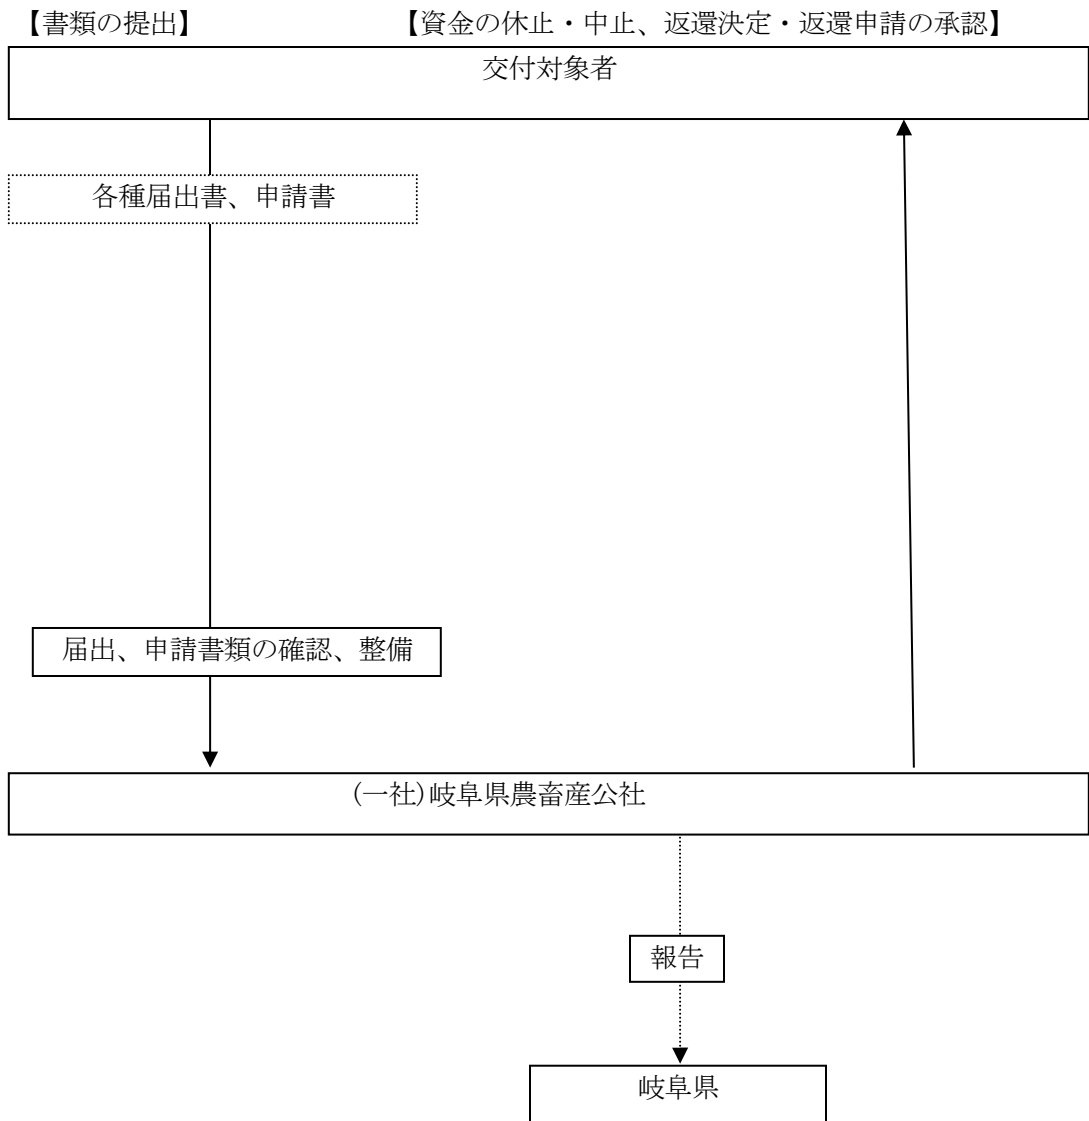 【書類の提出】
【資金の休止・中止、返還決定・返還申請の承認】
交付対象者
各種届出書、申請書
届出、申請書類の確認、整備
(一社)岐阜県農畜産公社
報告
岐阜県